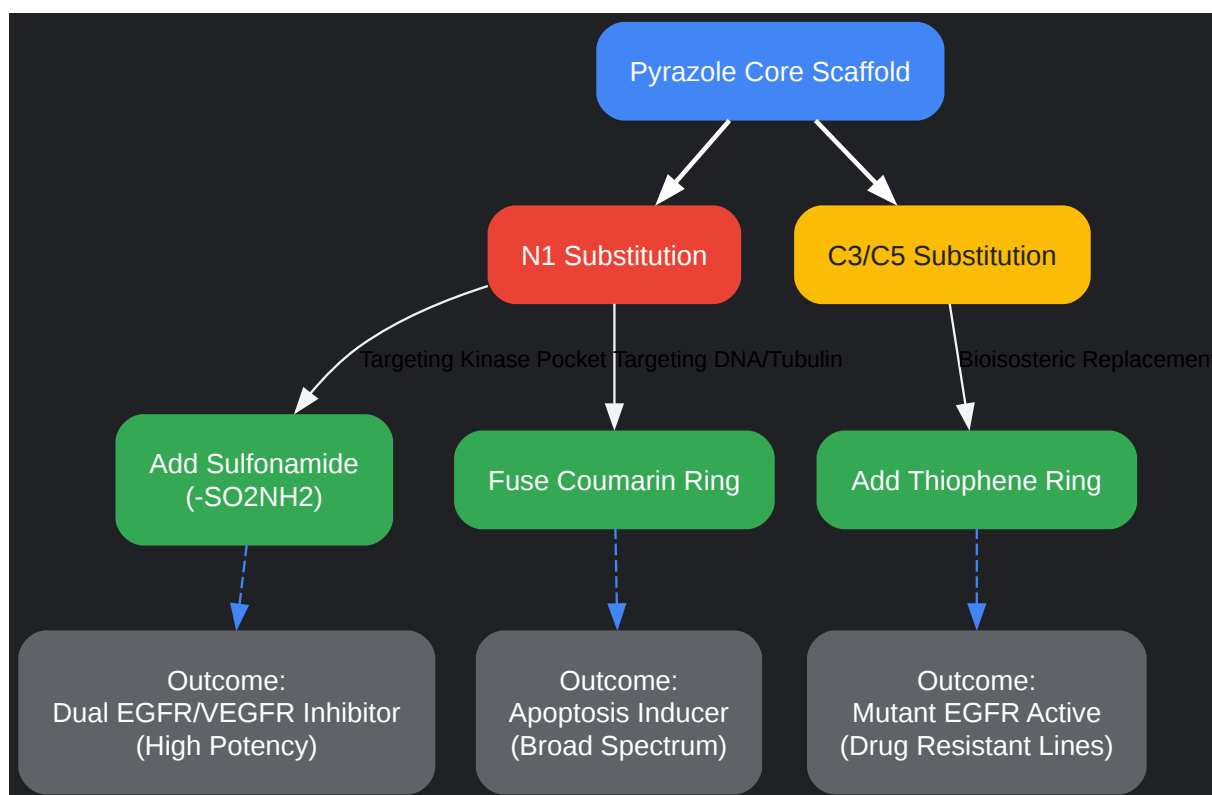 Pyrazole Core Scaffold
N1 Substitution
C3/C5 Substitution
Targeting Kinase Pocket
Targeting DNA/Tubulin
Bioisosteric Replacement
Add Sulfonamide
(-SO2NH2)
Fuse Coumarin Ring
Add Thiophene Ring
Outcome:
Dual EGFR/VEGFR Inhibitor
(High Potency)
Outcome:
Apoptosis Inducer
(Broad Spectrum)
Outcome:
Mutant EGFR Active
(Drug Resistant Lines)